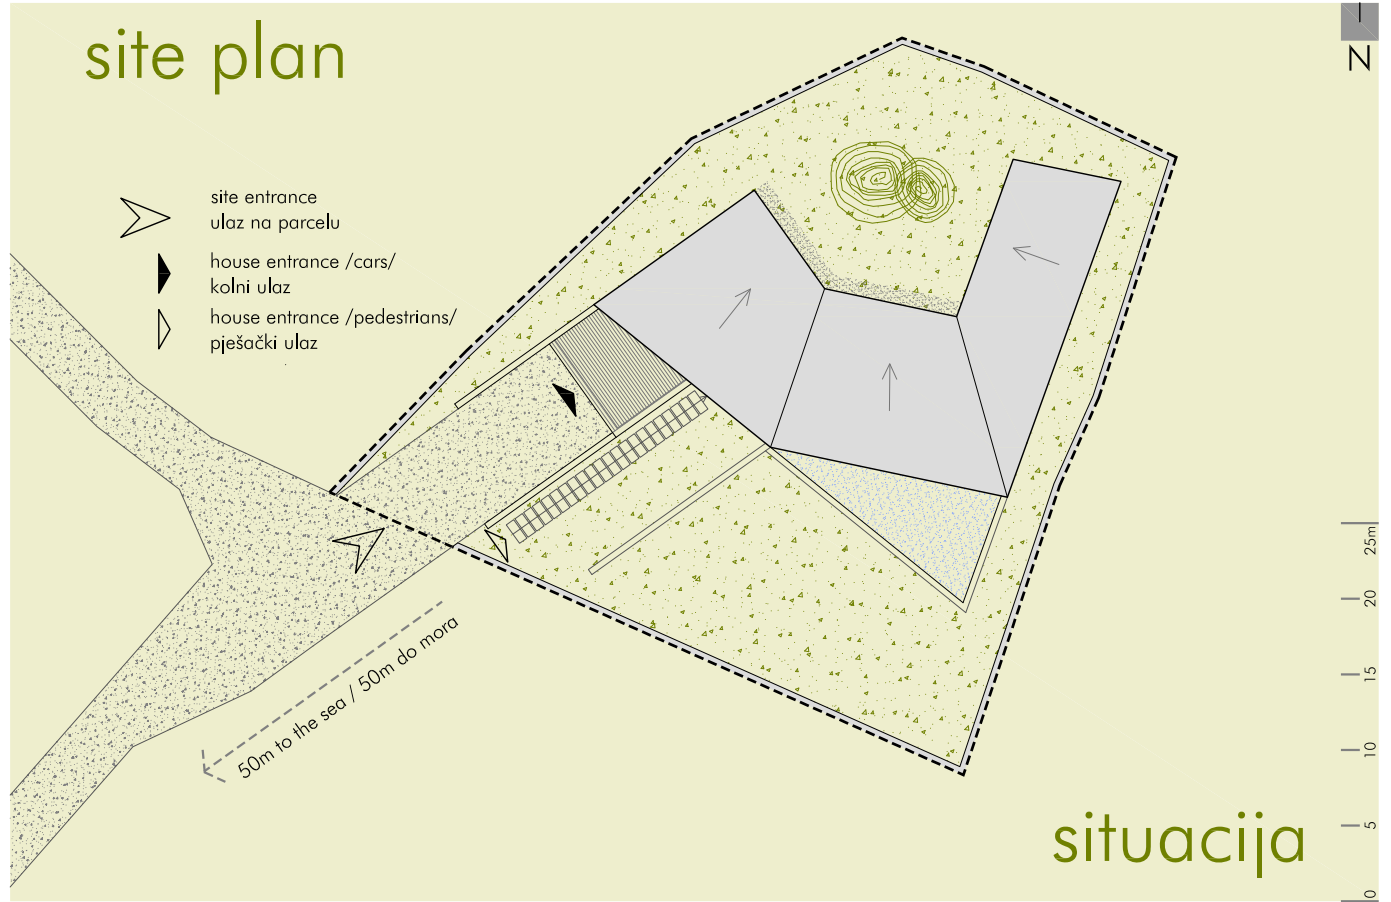 site plan
N
site entrance
ulaz na parcelu
house entrance /cars/
kolni ulaz
house entrance /pedestrians/
pješački ulaz
50m to the sea / 50m do mora
25m
20
15
10
5
0
situacija